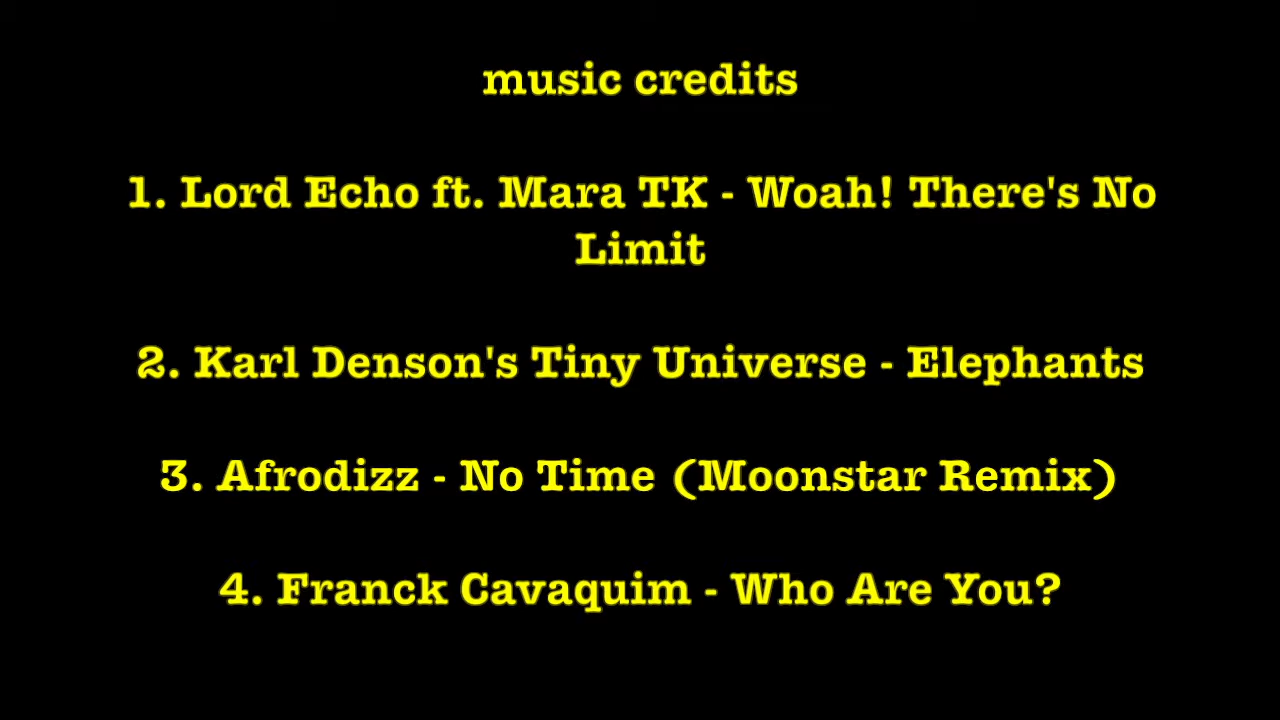 music credits
1. Lord Echo ft. Mara TK - Woah! There's No
Limit
2. Karl Denson's Tiny Universe - Elephants
3. Afrodizz - No Time (Moonstar Remix)
4. Franck Cavaquim - Who Are You?